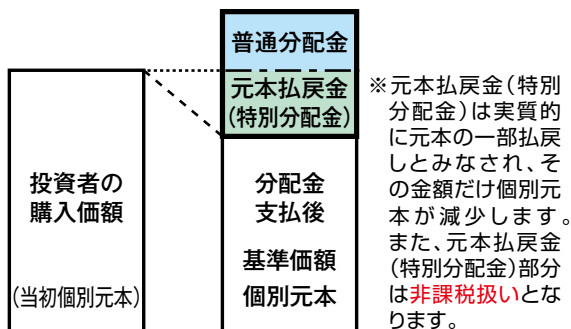 普通分配金
元本払戻金
(特別分配金)
投資者の
購入価額
(当初個別元本)
分配金
支払後
基準価額
個別元本
※元本払戻金(特別
分配金)は実質的
に元本の一部払戻
しとみなされ、そ
の金額だけ個別元
本が減少します。
また、元本払戻金
(特別分配金)部分
は非課税扱いとな
ります。